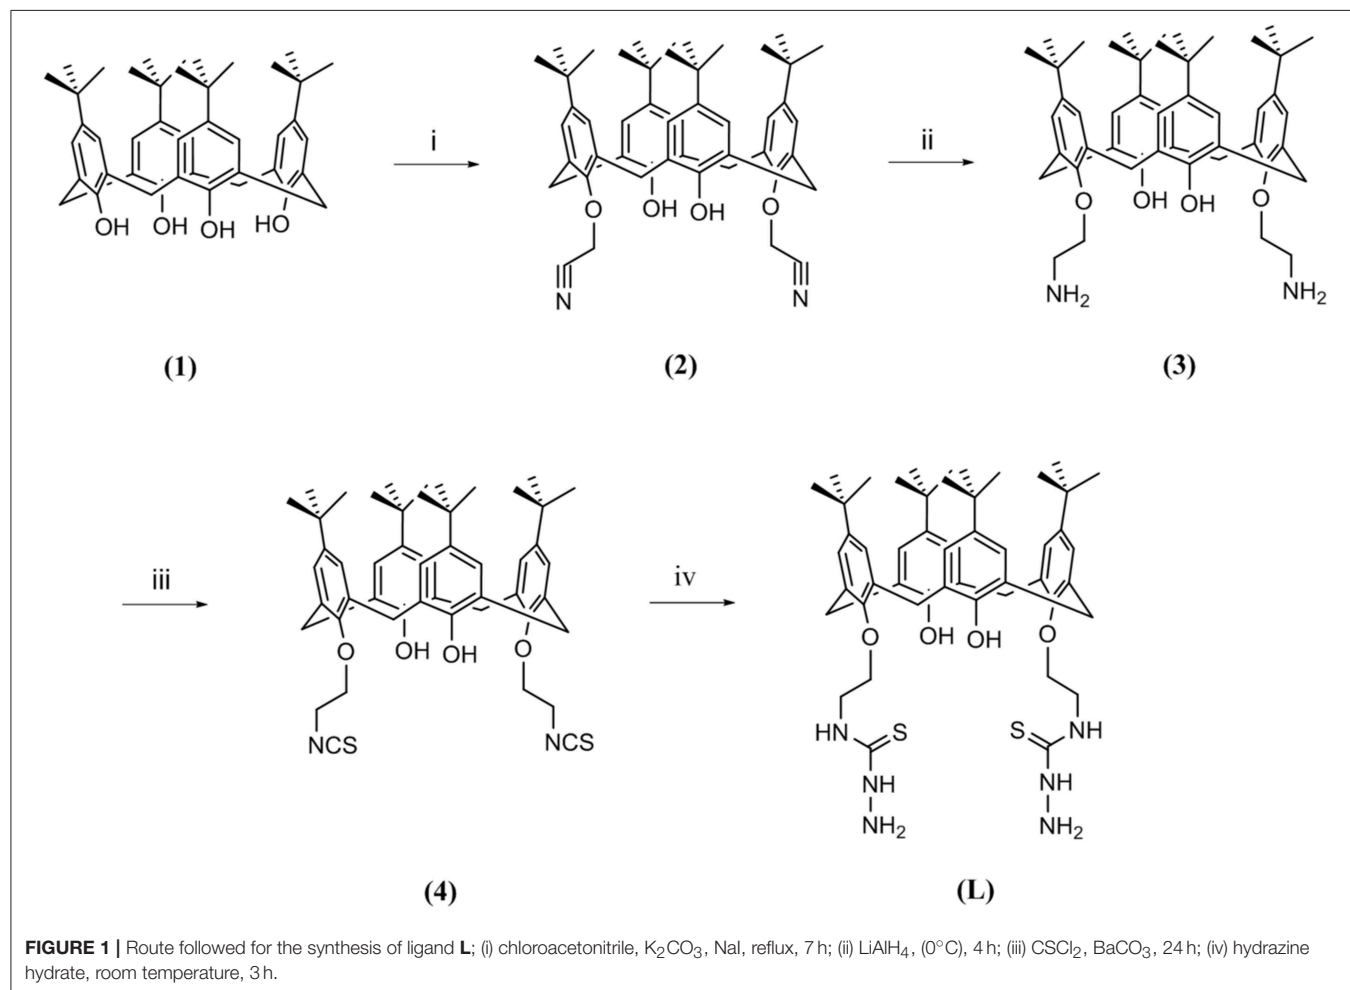 i
ii
OH OH OH HO
O OH OH O
N N
O OH OH O
NH₂ NH₂
(1) (2) (3)
iii
iv
O OH OH O
NCS NCS
O OH OH O
HN S S NH
NH NH
NH₂ NH₂
(4) (L)
FIGURE 1 | Route followed for the synthesis of ligand L; (i) chloroacetonitrile, K₂CO₃, NaI, reflux, 7 h; (ii) LiAlH₄, (0°C), 4 h; (iii) CSCl₂, BaCO₃, 24 h; (iv) hydrazine
hydrate, room temperature, 3 h.